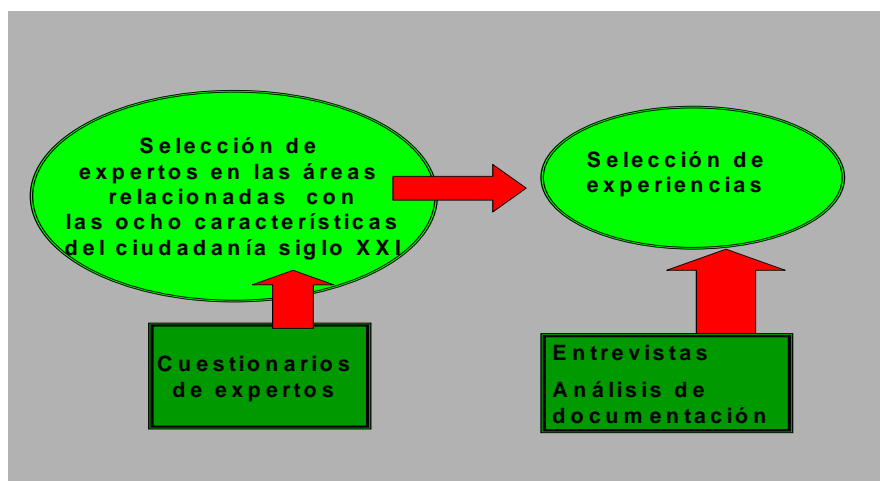 Selección de
expertos en las áreas
relacionadas con
las ocho características
del ciudadanía siglo XXI
Selección de
experiencias
Cuestionarios
de expertos
Entrevistas
Análisis de
documentación